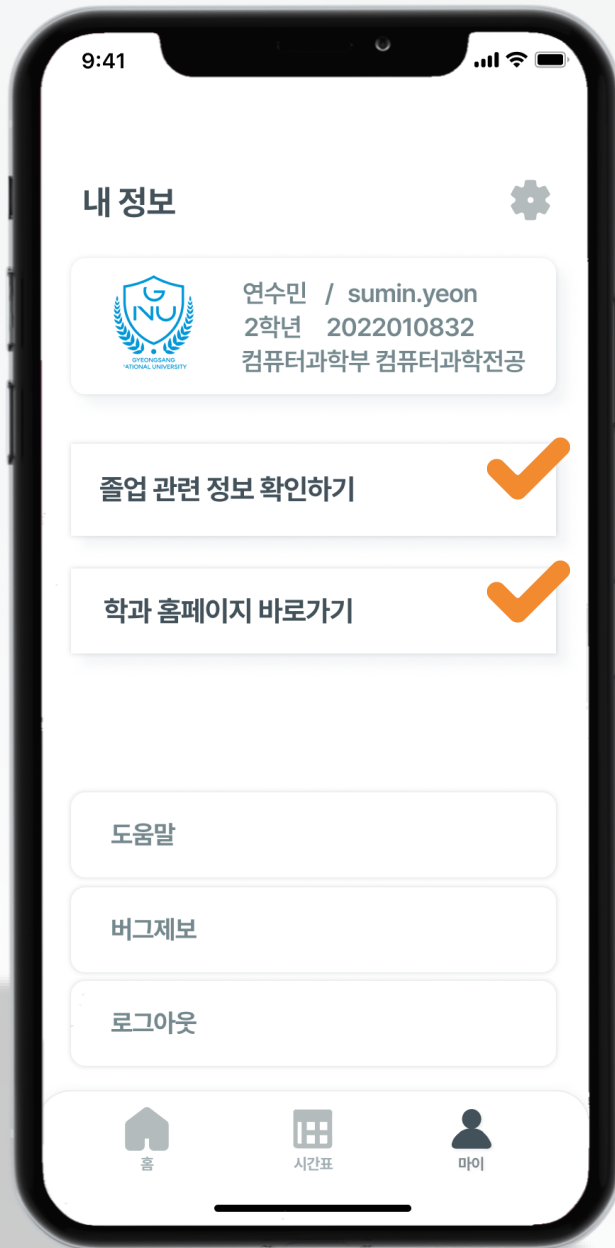 9:41
내 정보
G
NU
GYEONGSANG
NATIONAL UNIVERSITY
연수민 / sumin.yeon
2학년 2022010832
컴퓨터과학부 컴퓨터과학전공
졸업 관련 정보 확인하기
학과 홈페이지 바로가기
도움말
버그제보
로그아웃
홈 시간표 마이